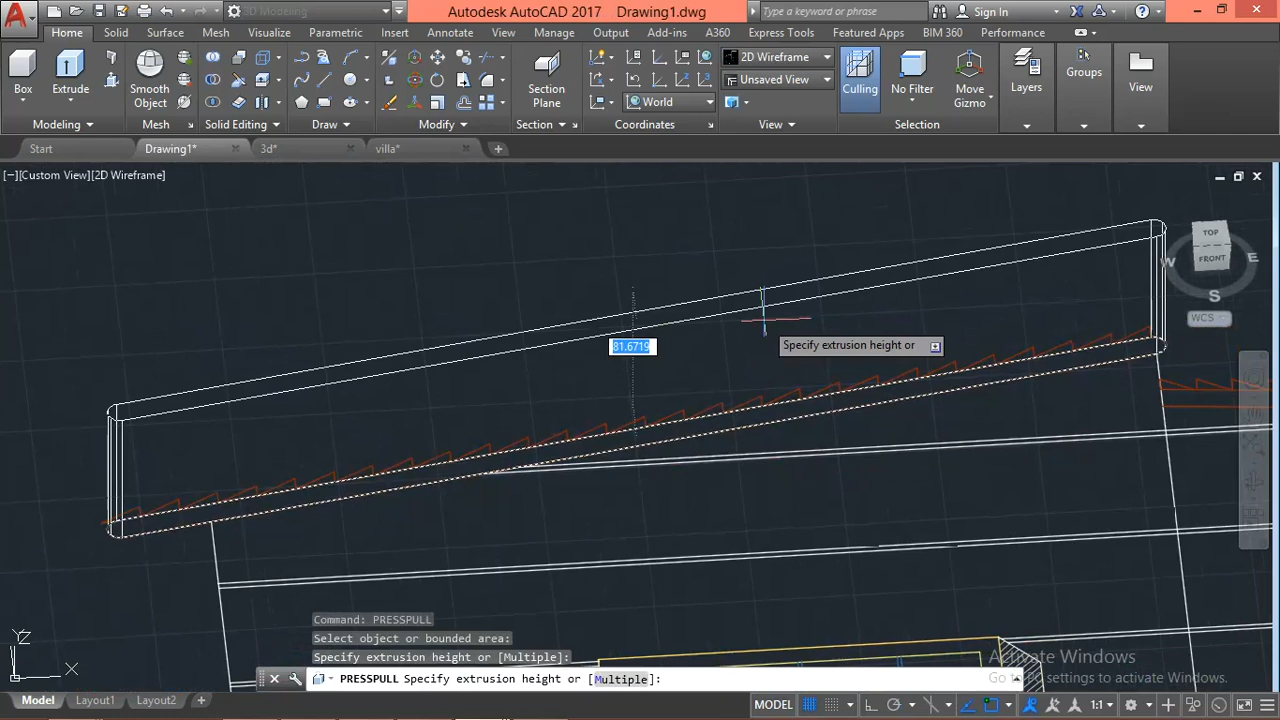 3D Modeling
Autodesk AutoCAD 2017 Drawing1.dwg
Type a keyword or phrase
Sign In
Home Solid Surface Mesh Visualize Parametric Insert Annotate View Manage Output Add-ins A360 Express Tools Featured Apps BIM 360 Performance
Box Extrude Smooth Object Section Plane
2D Wireframe
Unsaved View
World
Culling No Filter Move Gizmo Layers Groups View
Modeling Mesh Solid Editing Draw Modify Section Coordinates View Selection
Start Drawing1* 3d* villa*
[−][Custom View][2D Wireframe]
TOP
FRONT
W E
S
WCS
81.6719
Specify extrusion height or
Command: PRESSPULL
Select object or bounded area:
Specify extrusion height or [Multiple]:
PRESSPULL Specify extrusion height or [Multiple]:
Activate Windows
Go to PC settings to activate Windows.
Model Layout1 Layout2
MODEL 1:1